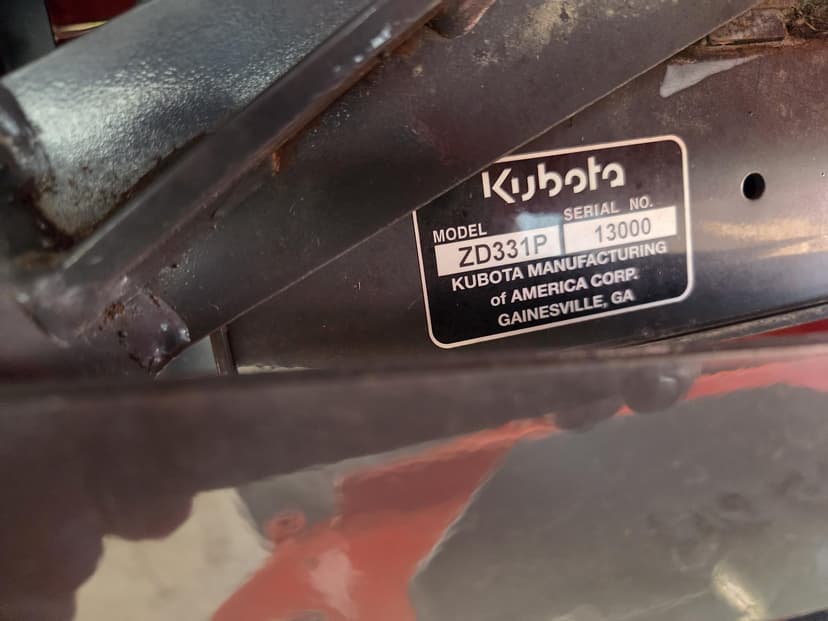 Kubota
MODEL SERIAL NO.
ZD331P 13000
KUBOTA MANUFACTURING
of AMERICA CORP.
GAINESVILLE, GA